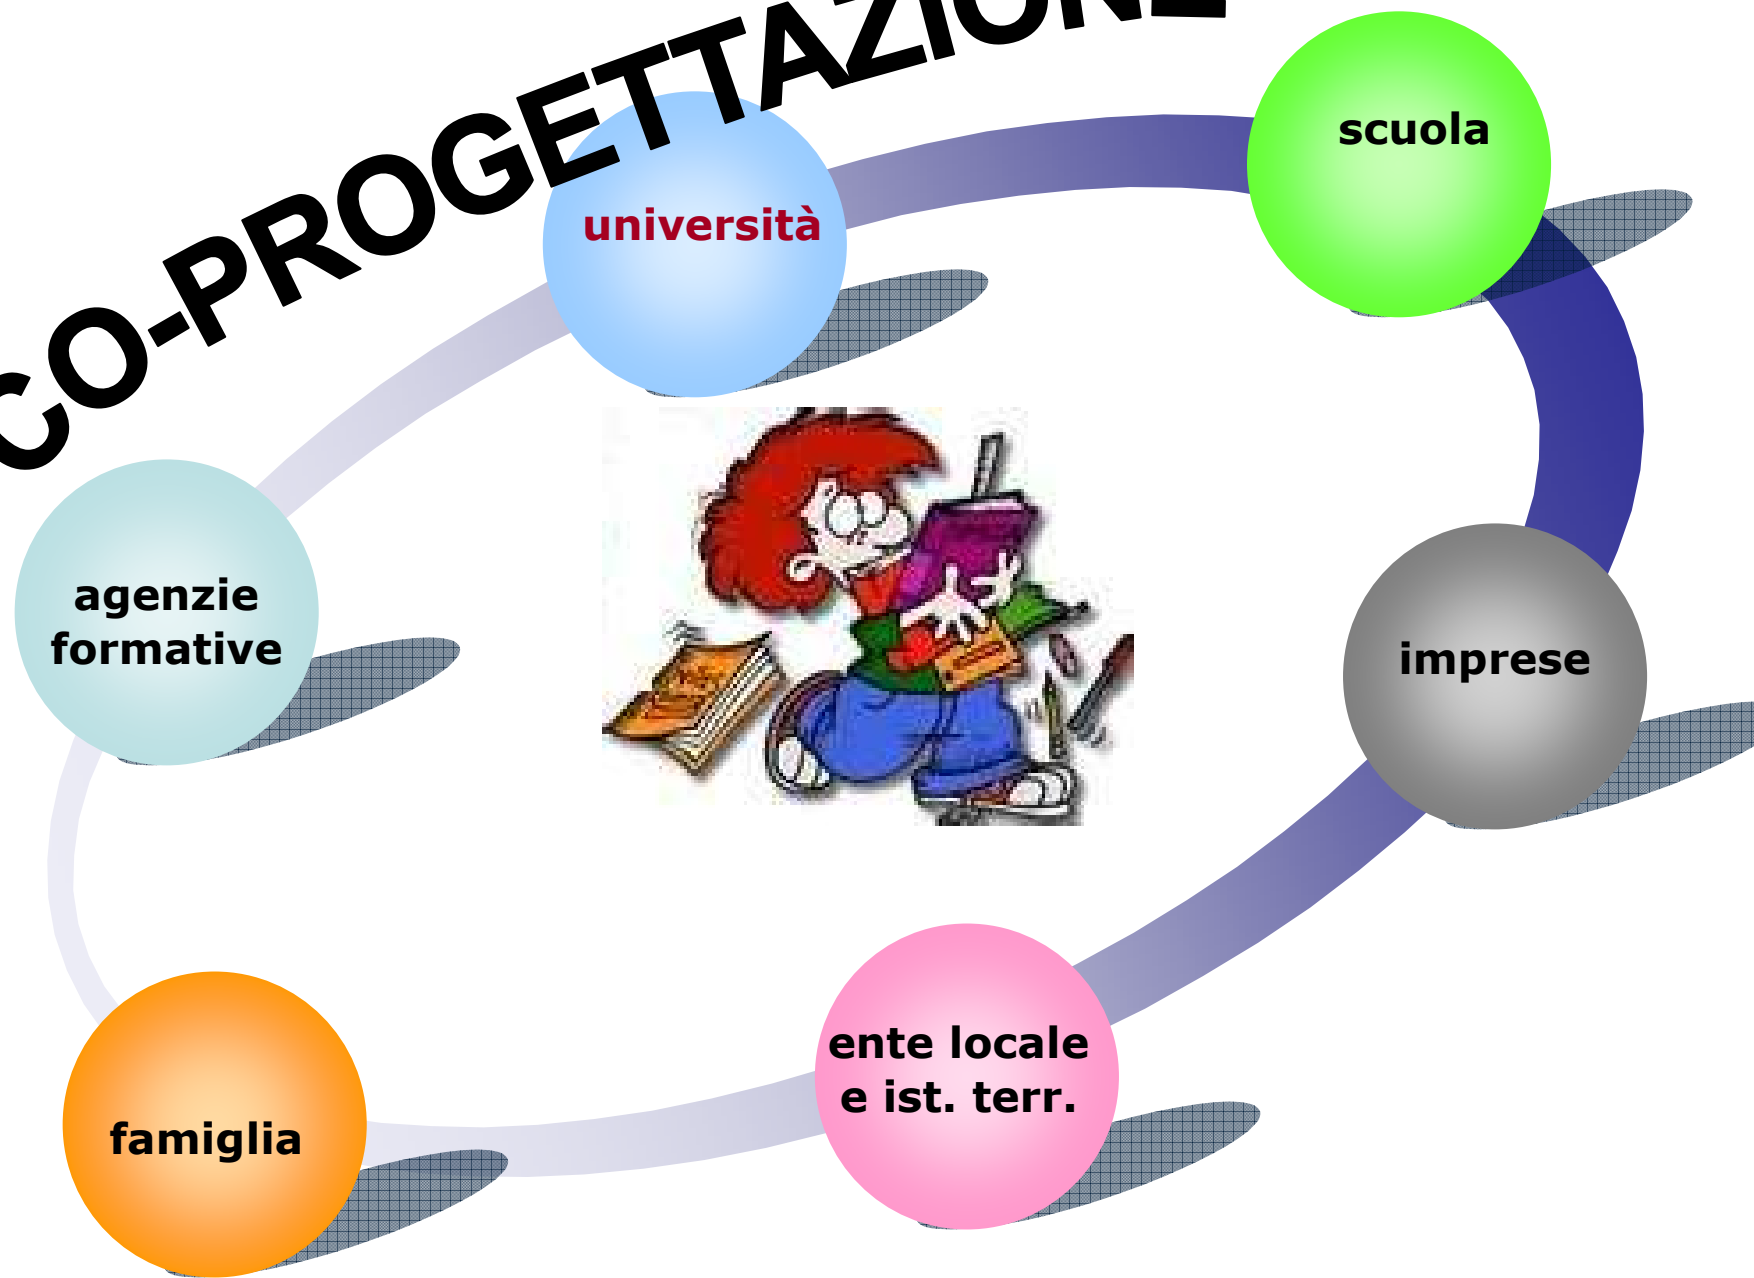 CO-PROGETTAZIONE
università
scuola
agenzie
formative
imprese
ente locale
e ist. terr.
famiglia